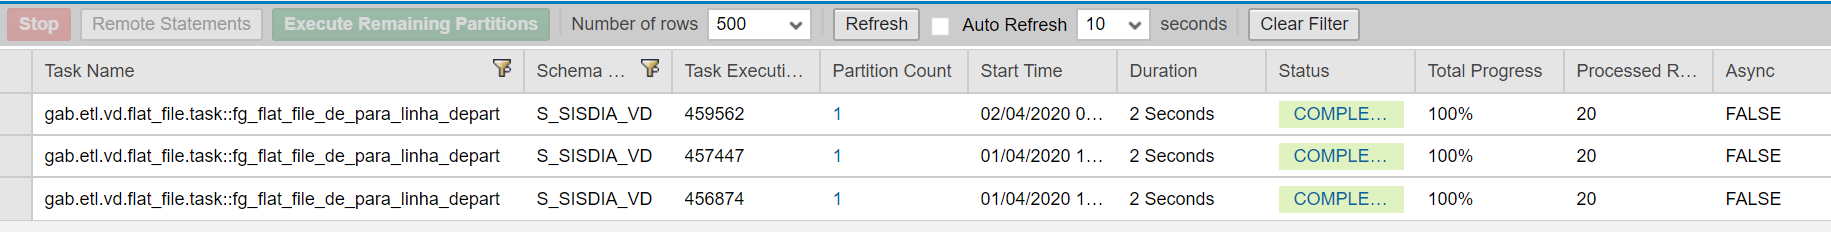 Stop Remote Statements Execute Remaining Partitions Number of rows 500 Refresh Auto Refresh 10 seconds Clear Filter
Task Name Schema ... Task Executi... Partition Count Start Time Duration Status Total Progress Processed R... Async
gab.etl.vd.flat_file.task::fg_flat_file_de_para_linha_depart S_SISDIA_VD 459562 1 02/04/2020 0... 2 Seconds COMPLE... 100% 20 FALSE
gab.etl.vd.flat_file.task::fg_flat_file_de_para_linha_depart S_SISDIA_VD 457447 1 01/04/2020 1... 2 Seconds COMPLE... 100% 20 FALSE
gab.etl.vd.flat_file.task::fg_flat_file_de_para_linha_depart S_SISDIA_VD 456874 1 01/04/2020 1... 2 Seconds COMPLE... 100% 20 FALSE